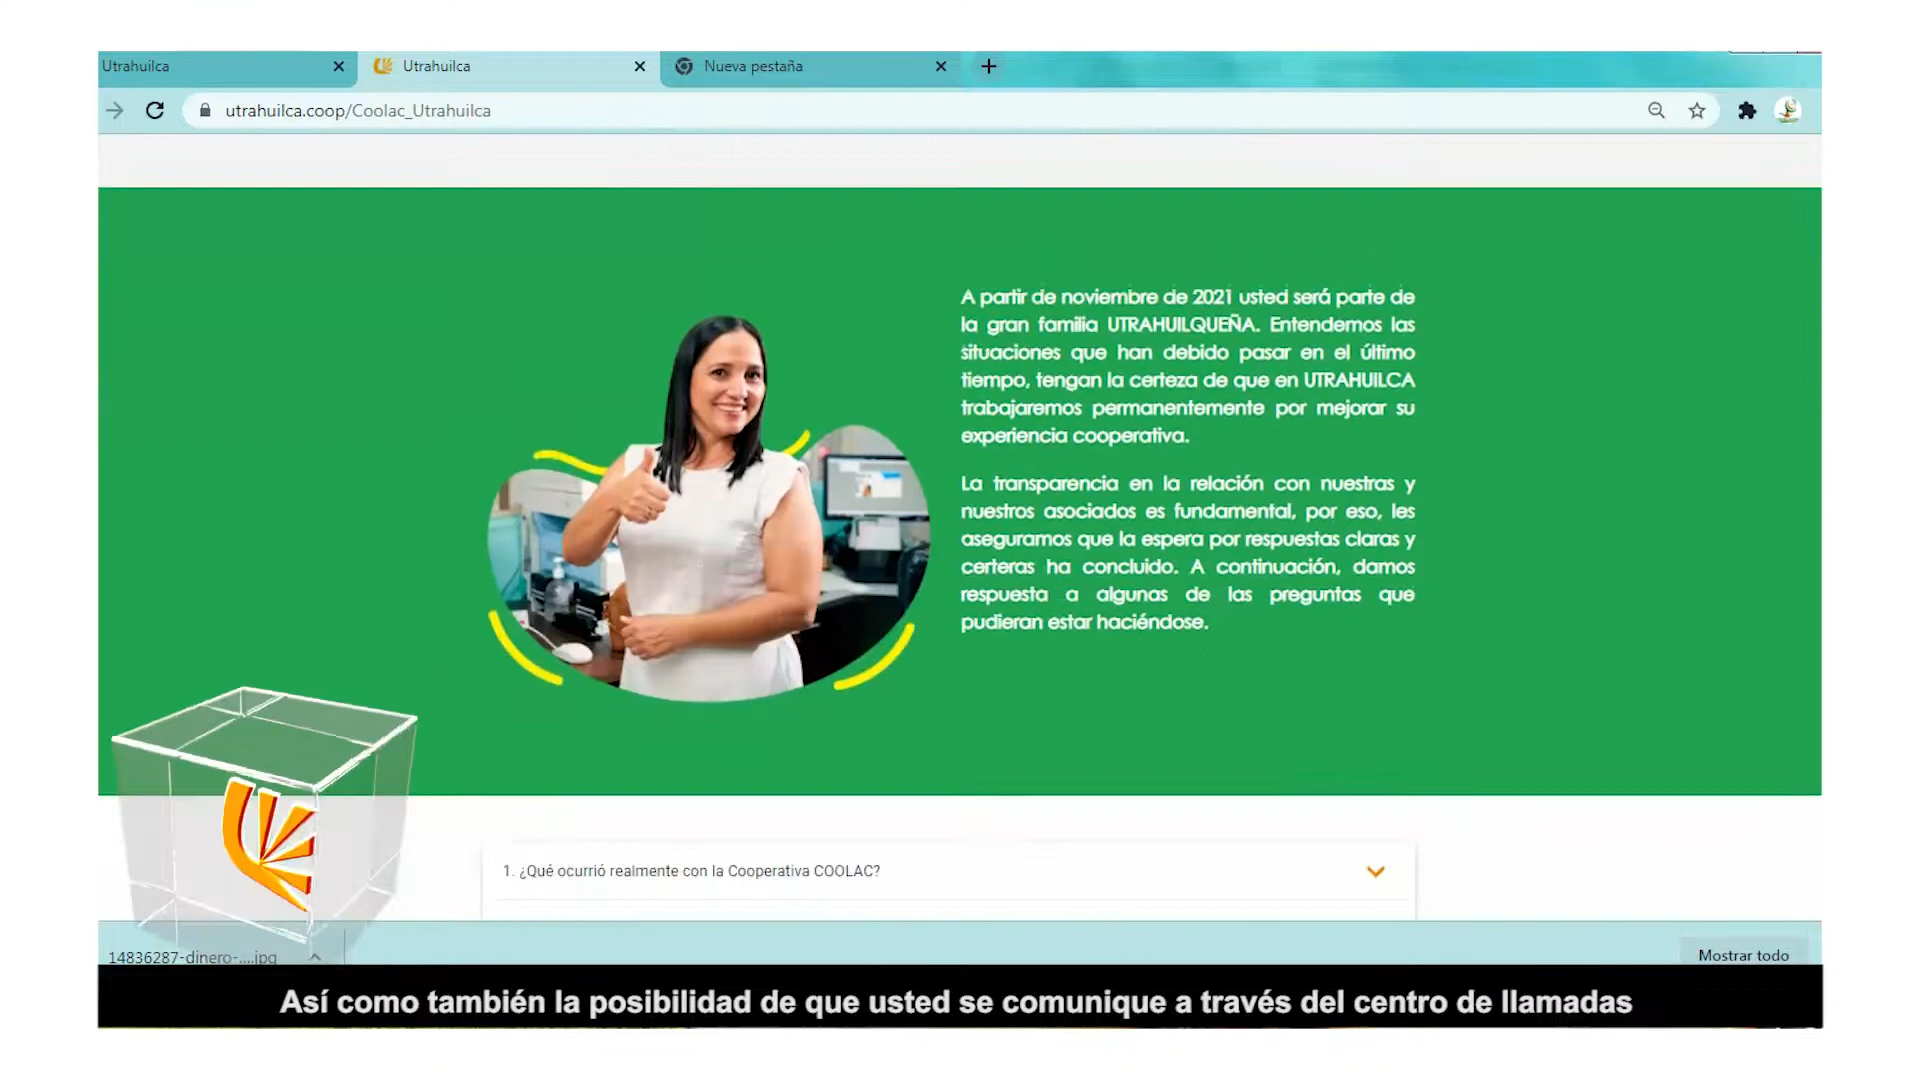 Utrahuilca
Utrahuilca
Nueva pestaña
utrahuilca.coop/Coolac_Utrahuilca
A partir de noviembre de 2021 usted será parte de
la gran familia UTRAHUILQUEÑA. Entendemos las
situaciones que han debido pasar en el último
tiempo, tengan la certeza de que en UTRAHUILCA
trabajaremos permanentemente por mejorar su
experiencia cooperativa.
La transparencia en la relación con nuestras y
nuestros asociados es fundamental, por eso, les
aseguramos que la espera por respuestas claras y
certeras ha concluido. A continuación, damos
respuesta a algunas de las preguntas que
pudieran estar haciéndose.
1. ¿Qué ocurrió realmente con la Cooperativa COOLAC?
14836287-dinero-....jpg
Mostrar todo
Así como también la posibilidad de que usted se comunique a través del centro de llamadas